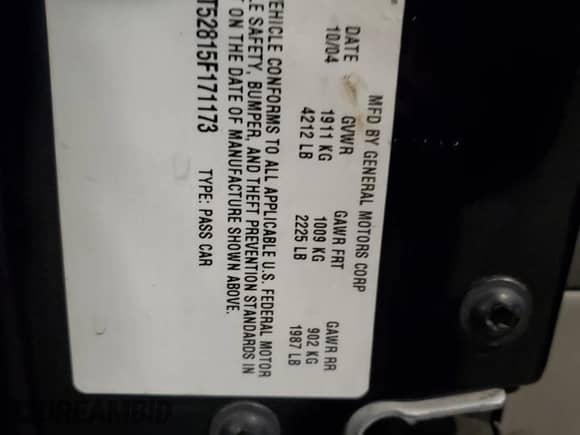 MFD BY GENERAL MOTORS CORP
DATE GVWR GAWR FRT GAWR RR
10/04 1911 KG 1009 KG 902 KG
4212 LB 2225 LB 1987 LB
EHICLE CONFORMS TO ALL APPLICABLE U.S. FEDERAL MOTOR
E SAFETY, BUMPER, AND THEFT PREVENTION STANDARDS IN
T ON THE DATE OF MANUFACTURE SHOWN ABOVE.
T52815F171173 TYPE: PASS CAR
DREAMBID